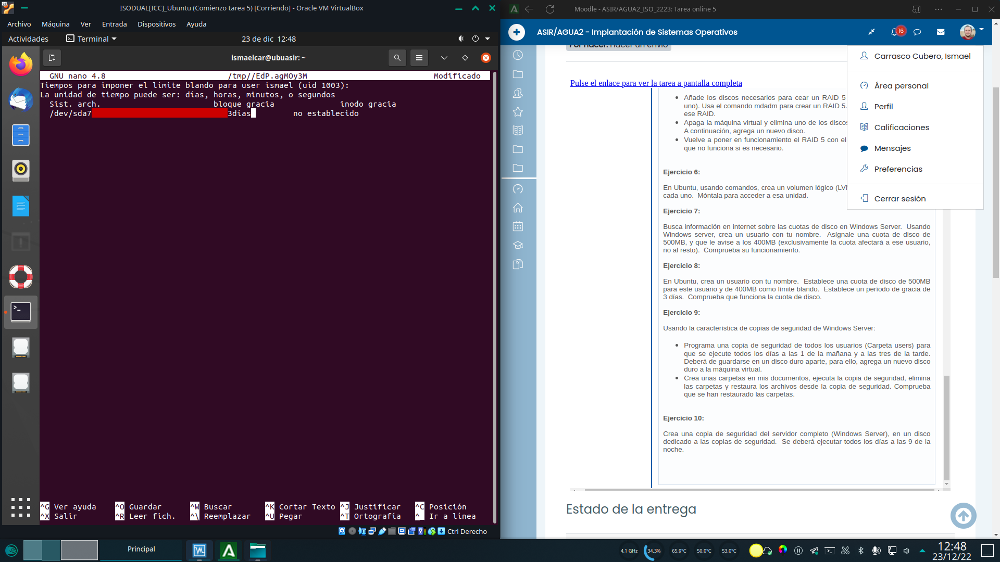 ISODUAL[ICC]_Ubuntu (Comienzo tarea 5) [Corriendo] - Oracle VM VirtualBox
Archivo Máquina Ver Entrada Dispositivos Ayuda
Actividades Terminal 23 de dic 12:48
ismaelcar@ubuasir: ~
GNU nano 4.8 /tmp//EdP.agMOy3M Modificado
Tiempos para imponer el límite blando para user ismael (uid 1003):
La unidad de tiempo puede ser: días, horas, minutos, o segundos
Sist. arch. bloque gracia inodo gracia
/dev/sda7 3días no establecido
^G Ver ayuda ^O Guardar ^W Buscar ^K Cortar Texto ^J Justificar ^C Posición
^X Salir ^R Leer fich. ^\ Reemplazar ^U Pegar ^T Ortografía ^_ Ir a línea
Ctrl Derecho
Moodle - ASIR/AGUA2_ISO_2223: Tarea online 5
ASIR/AGUA2 - Implantación de Sistemas Operativos
16
Por hacer: Hacer un envío
Carrasco Cubero, Ismael
Área personal
Perfil
Calificaciones
Mensajes
Preferencias
Cerrar sesión
Pulse el enlace para ver la tarea a pantalla completa
Añade los discos necesarios para cear un RAID 5
uno). Usa el comando mdadm para crear un RAID 5.
ese RAID.
Apaga la máquina virtual y elimina uno de los discos
A continuación, agrega un nuevo disco.
Vuelve a poner en funcionamiento el RAID 5 con el
que no funciona si es necesario.
Ejercicio 6:
En Ubuntu, usando comandos, crea un volumen lógico (LVM
cada uno. Móntala para acceder a esa unidad.
Ejercicio 7:
Busca información en internet sobre las cuotas de disco en Windows Server. Usando
Windows server, crea un usuario con tu nombre. Asígnale una cuota de disco de
500MB, y que le avise a los 400MB (exclusivamente la cuota afectará a ese usuario,
no al resto). Comprueba su funcionamiento.
Ejercicio 8:
En Ubuntu, crea un usuario con tu nombre. Establece una cuota de disco de 500MB
para este usuario y de 400MB como límite blando. Establece un período de gracia de
3 días. Comprueba que funciona la cuota de disco.
Ejercicio 9:
Usando la característica de copias de seguridad de Windows Server:
Programa una copia de seguridad de todos los usuarios (Carpeta users) para
que se ejecute todos los días a las 1 de la mañana y a las tres de la tarde.
Deberá de guardarse en un disco duro aparte, para ello, agrega un nuevo disco
duro a la máquina virtual.
Crea unas carpetas en mis documentos, ejecuta la copia de seguridad, elimina
las carpetas y restaura los archivos desde la copia de seguridad. Comprueba
que se han restaurado las carpetas.
Ejercicio 10:
Crea una copia de seguridad del servidor completo (Windows Server), en un disco
dedicado a las copias de seguridad. Se deberá ejecutar todos los días a las 9 de la
noche.
Estado de la entrega
Principal
4,1 GHz 34,3% 65,9°C 50,0°C 53,0°C
12:48
23/12/22